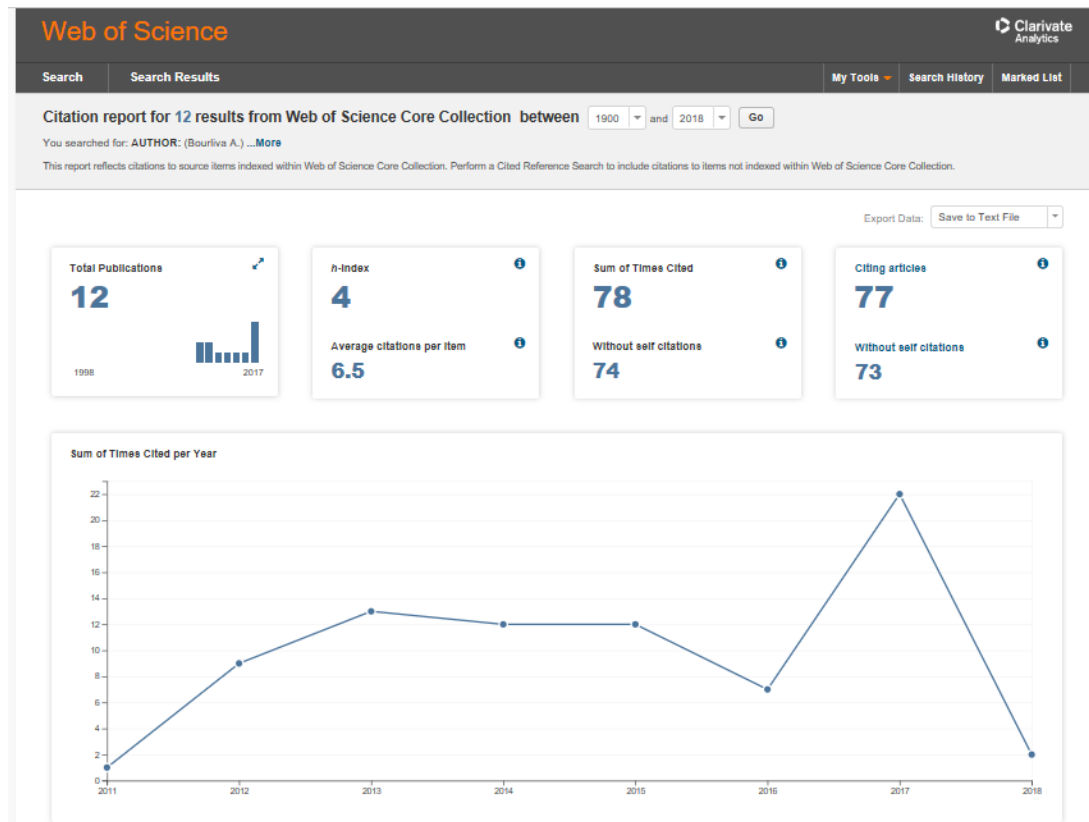 Web of Science
Clarivate
Analytics
Search
Search Results
My Tools
Search History
Marked List
Citation report for 12 results from Web of Science Core Collection between 1900 and 2018 Go
You searched for: AUTHOR: (Bourliva A.) ...More
This report reflects citations to source items indexed within Web of Science Core Collection. Perform a Cited Reference Search to include citations to items not indexed within Web of Science Core Collection.
Export Data: Save to Text File
Total Publications
12
1998
2017
h-index
4
Average citations per item
6.5
Sum of Times Cited
78
Without self citations
74
Citing articles
77
Without self citations
73
Sum of Times Cited per Year
22
20
18
16
14
12
10
8
6
4
2
0
2011
2012
2013
2014
2015
2016
2017
2018